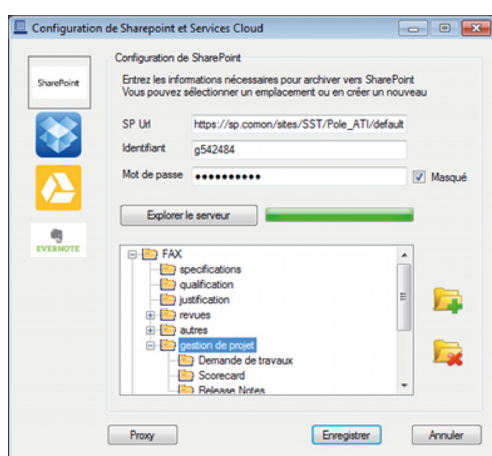 Configuration de Sharepoint et Services Cloud
SharePoint
EVERNOTE
Configuration de SharePoint
Entrez les informations nécessaires pour archiver vers SharePoint
Vous pouvez sélectionner un emplacement ou en créer un nouveau
SP Url https://sp.comon/sites/SST/Pole_ATI/default
Identifiant g542484
Mot de passe ●●●●●●●●●● Masqué
Explorer le serveur
FAX
specifications
qualification
justification
revues
autres
gestion de projet
Demande de travaux
Scorecard
Release Notes
Proxy Enregistrer Annuler